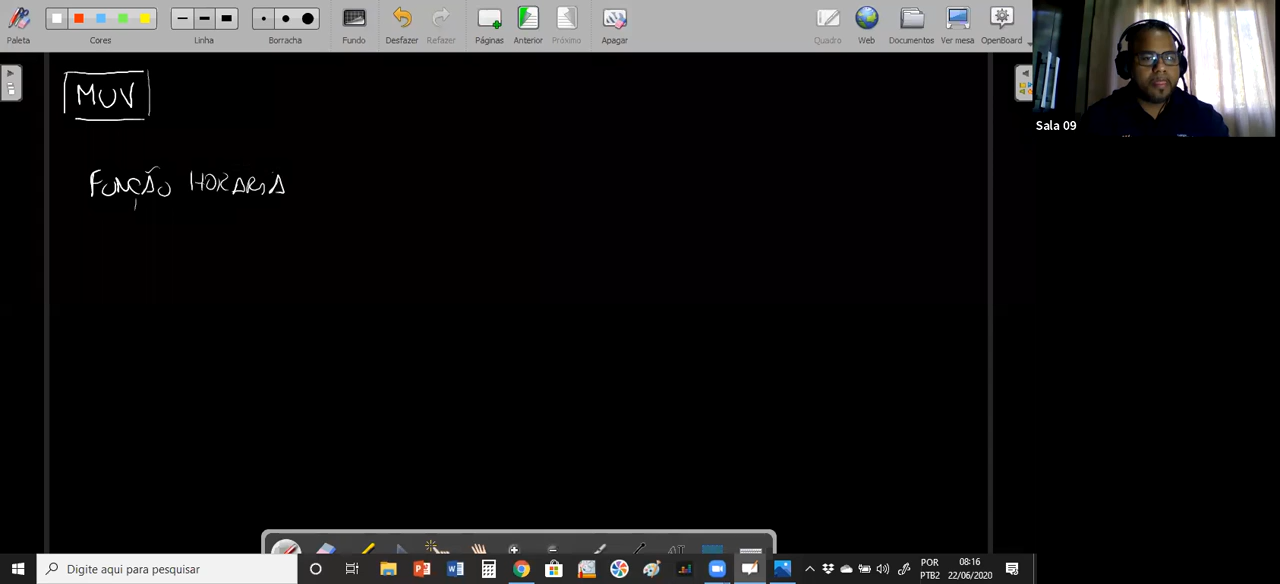 Paleta Cores Linha Borracha Fundo Desfazer Refazer Páginas Anterior Próximo Apagar Quadro Web Documentos Ver mesa OpenBoard
MUV
Sala 09
FUNÇÃO HORARIA
Digite aqui para pesquisar
POR
PTB2
08:16
22/06/2020